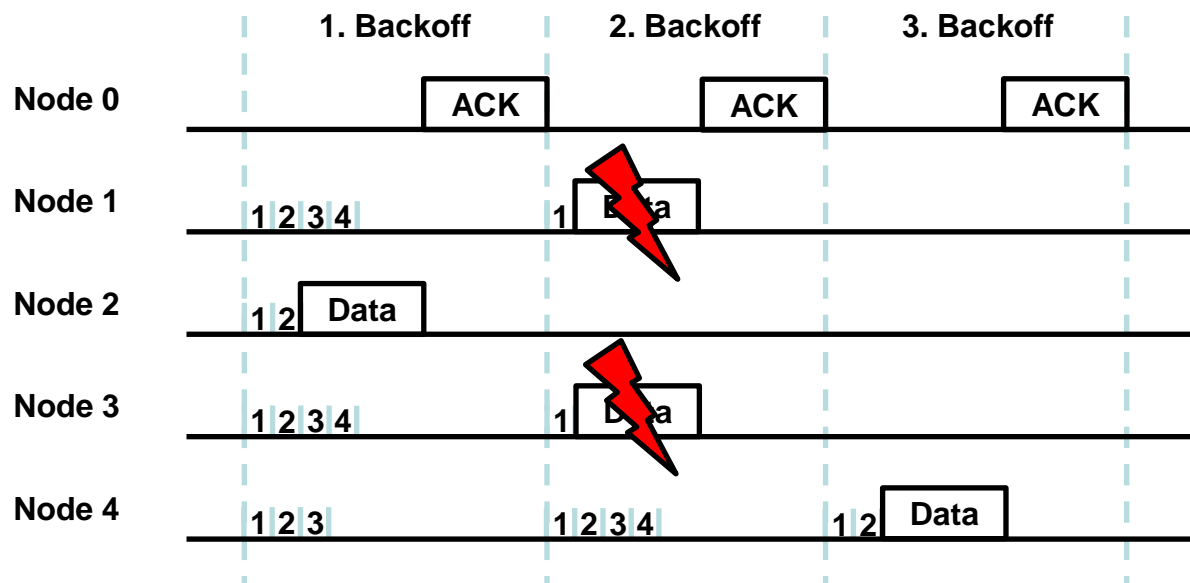 1. Backoff 2. Backoff 3. Backoff
Node 0 ACK ACK ACK
Node 1 1 2 3 4 1
Node 2 1 2 Data
Node 3 1 2 3 4 1 Data
Node 4 1 2 3 1 2 3 4 1 2 Data